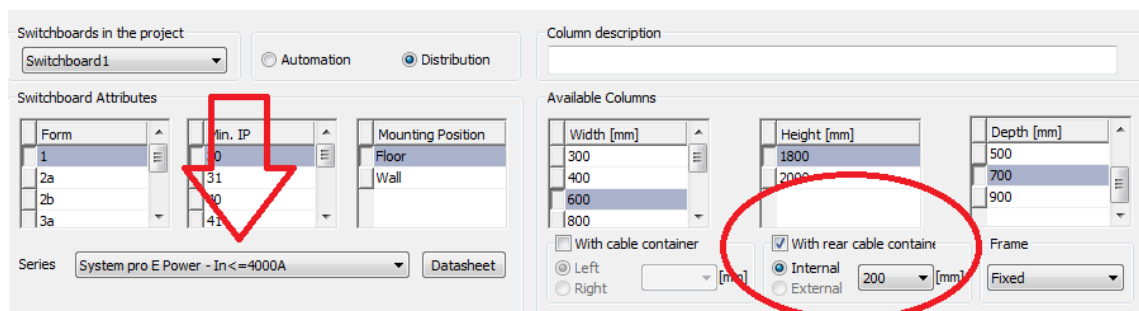 Switchboards in the project
Switchboard1
Automation
Distribution
Column description
Switchboard Attributes
Form
1
2a
2b
3a
Min. IP
31
41
Mounting Position
Floor
Wall
Series
System pro E Power - In<=4000A
Datasheet
Available Columns
Width [mm]
300
400
600
800
Height [mm]
1800
2000
Depth [mm]
500
700
900
With cable container
Left
Right
[mm]
With rear cable containe
Internal
External
200
[mm]
Frame
Fixed